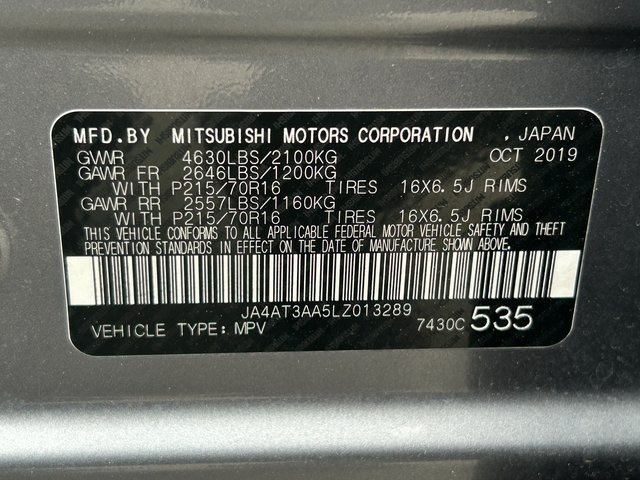 MFD.BY MITSUBISHI MOTORS CORPORATION , JAPAN
GVWR 4630LBS/2100KG OCT 2019
GAWR FR 2646LBS/1200KG
WITH P215/70R16 TIRES 16X6.5J RIMS
GAWR RR 2557LBS/1160KG
WITH P215/70R16 TIRES 16X6.5J RIMS
THIS VEHICLE CONFORMS TO ALL APPLICABLE FEDERAL MOTOR VEHICLE SAFETY AND THEFT
PREVENTION STANDARDS IN EFFECT ON THE DATE OF MANUFACTURE SHOWN ABOVE.
JA4AT3AA5LZ013289
VEHICLE TYPE: MPV 7430C 535